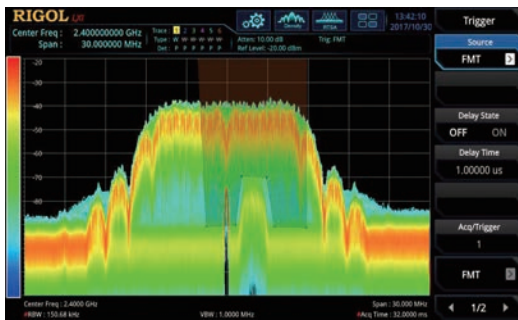 RIGOL
13:42:10
2017/10/30
Center Freq : 2.400000000 GHz
Span : 30.000000 MHz
Trace 1 2 3 4 5 6
Type : W W W W W W
Det : P P P P P P
Atten: 10.00 dB
Ref Level: -20.00 dBm
Trig: FMT
Density
RTSA
Trigger
Source
FMT
Delay State
OFF ON
Delay Time
1.00000 us
Acq/Trigger
1
FMT
1/2
-20
-30
-40
-50
-60
-70
-80
Center Freq : 2.4000 GHz
Span : 30.000 MHz
#RBW : 150.68 kHz
VBW : 1.0000 MHz
#Acq Time : 32.0000 ms